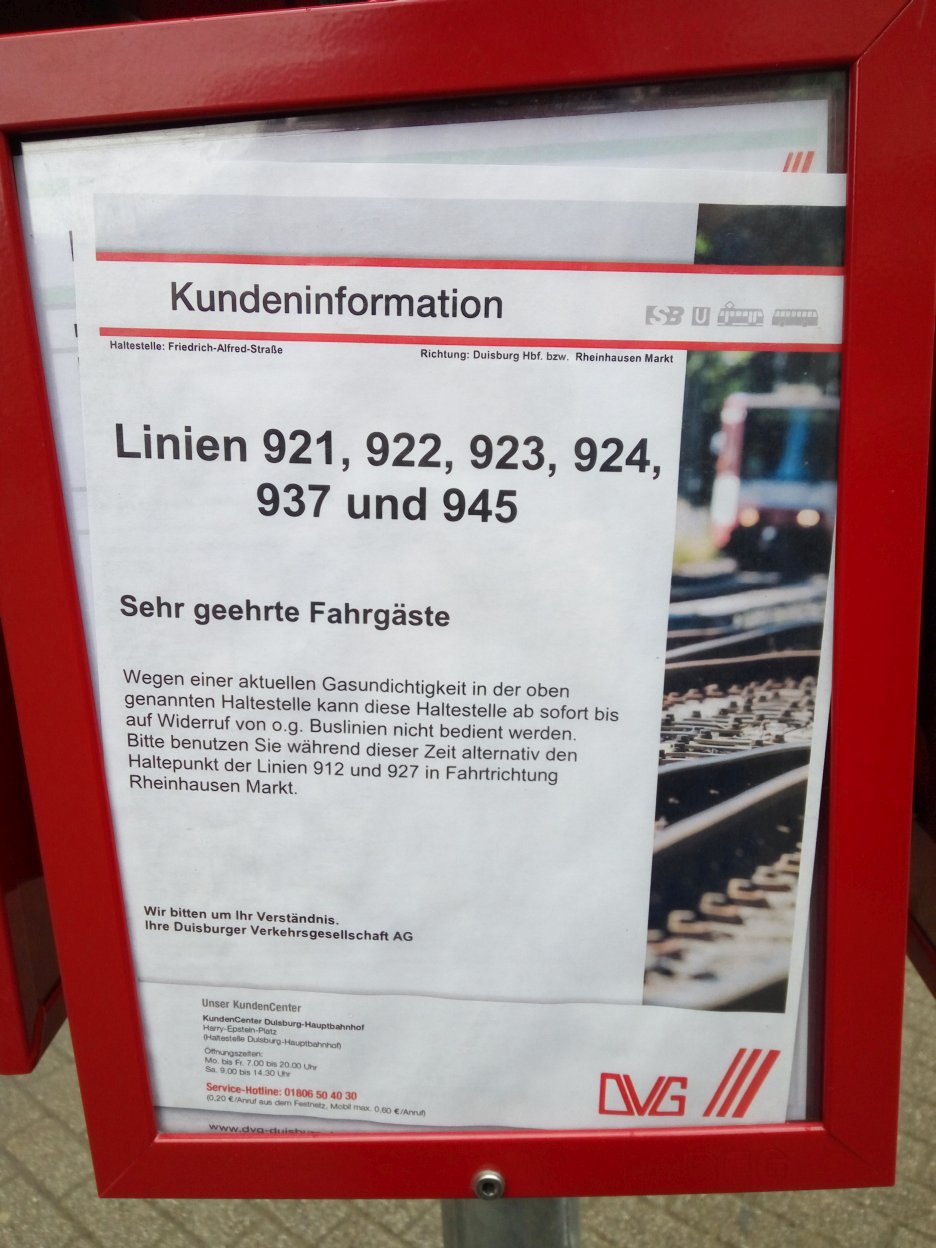 Kundeninformation
SB U
Haltestelle: Friedrich-Alfred-Straße
Richtung: Duisburg Hbf. bzw. Rheinhausen Markt
Linien 921, 922, 923, 924,
937 und 945
Sehr geehrte Fahrgäste
Wegen einer aktuellen Gasundichtigkeit in der oben
genannten Haltestelle kann diese Haltestelle ab sofort bis
auf Widerruf von o.g. Buslinien nicht bedient werden.
Bitte benutzen Sie während dieser Zeit alternativ den
Haltepunkt der Linien 912 und 927 in Fahrtrichtung
Rheinhausen Markt.
Wir bitten um Ihr Verständnis.
Ihre Duisburger Verkehrsgesellschaft AG
Unser KundenCenter
KundenCenter Duisburg-Hauptbahnhof
Harry-Epstein-Platz
(Haltestelle Duisburg-Hauptbahnhof)
Öffnungszeiten:
Mo. bis Fr. 7.00 bis 20.00 Uhr
Sa. 9.00 bis 14.30 Uhr
Service-Hotline: 01806 50 40 30
(0,20 €/Anruf aus dem Festnetz, Mobil max. 0,60 €/Anruf)
DVG